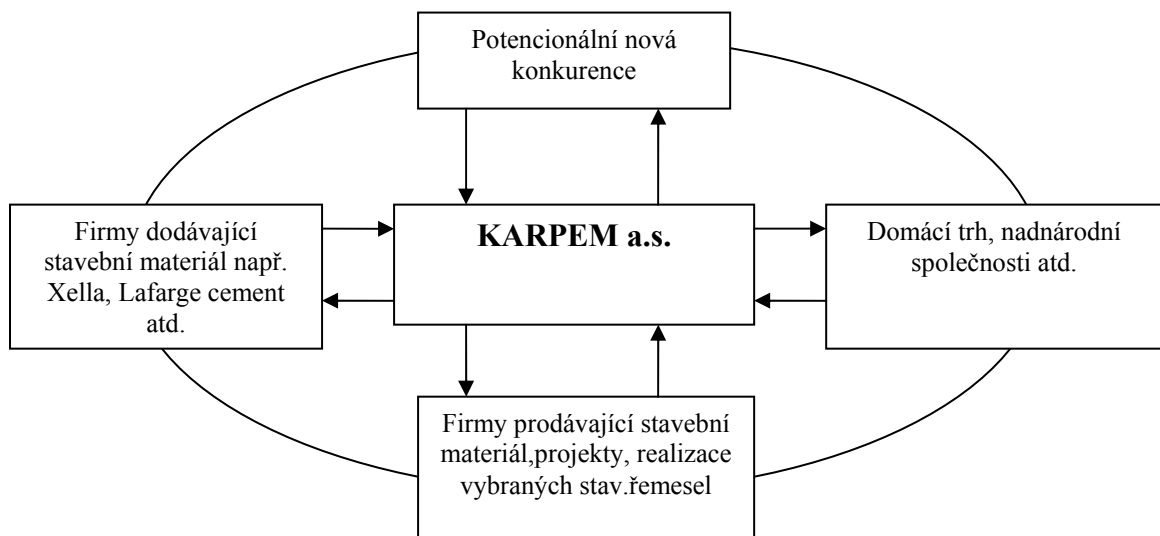 Potencionální nová
konkurence
Firmy dodávající
stavební materiál např.
Xella, Lafarge cement
atd.
KARPEM a.s.
Domácí trh, nadnárodní
společnosti atd.
Firmy prodávající stavební
materiál,projekty, realizace
vybraných stav.řemesel